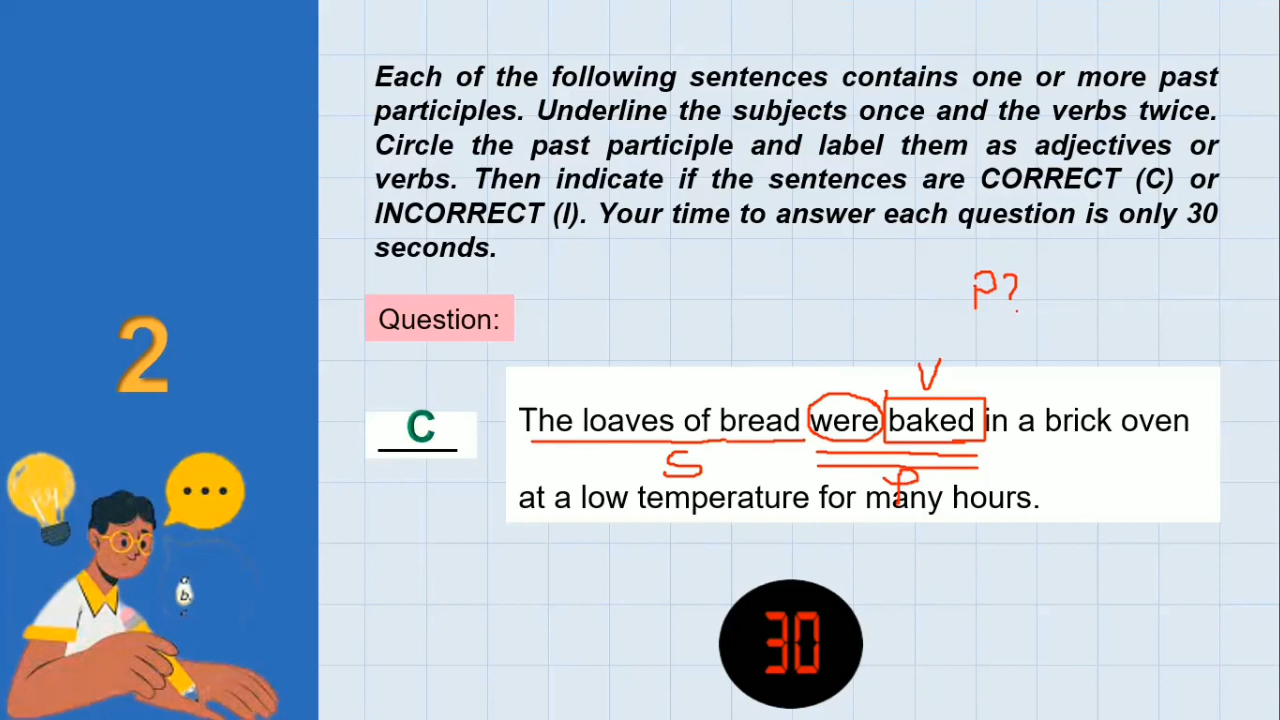 Each of the following sentences contains one or more past
participles. Underline the subjects once and the verbs twice.
Circle the past participle and label them as adjectives or
verbs. Then indicate if the sentences are CORRECT (C) or
INCORRECT (I). Your time to answer each question is only 30
seconds.
P?
2
Question:
V
C
The loaves of bread were baked in a brick oven
S
P
at a low temperature for many hours.
b.
30